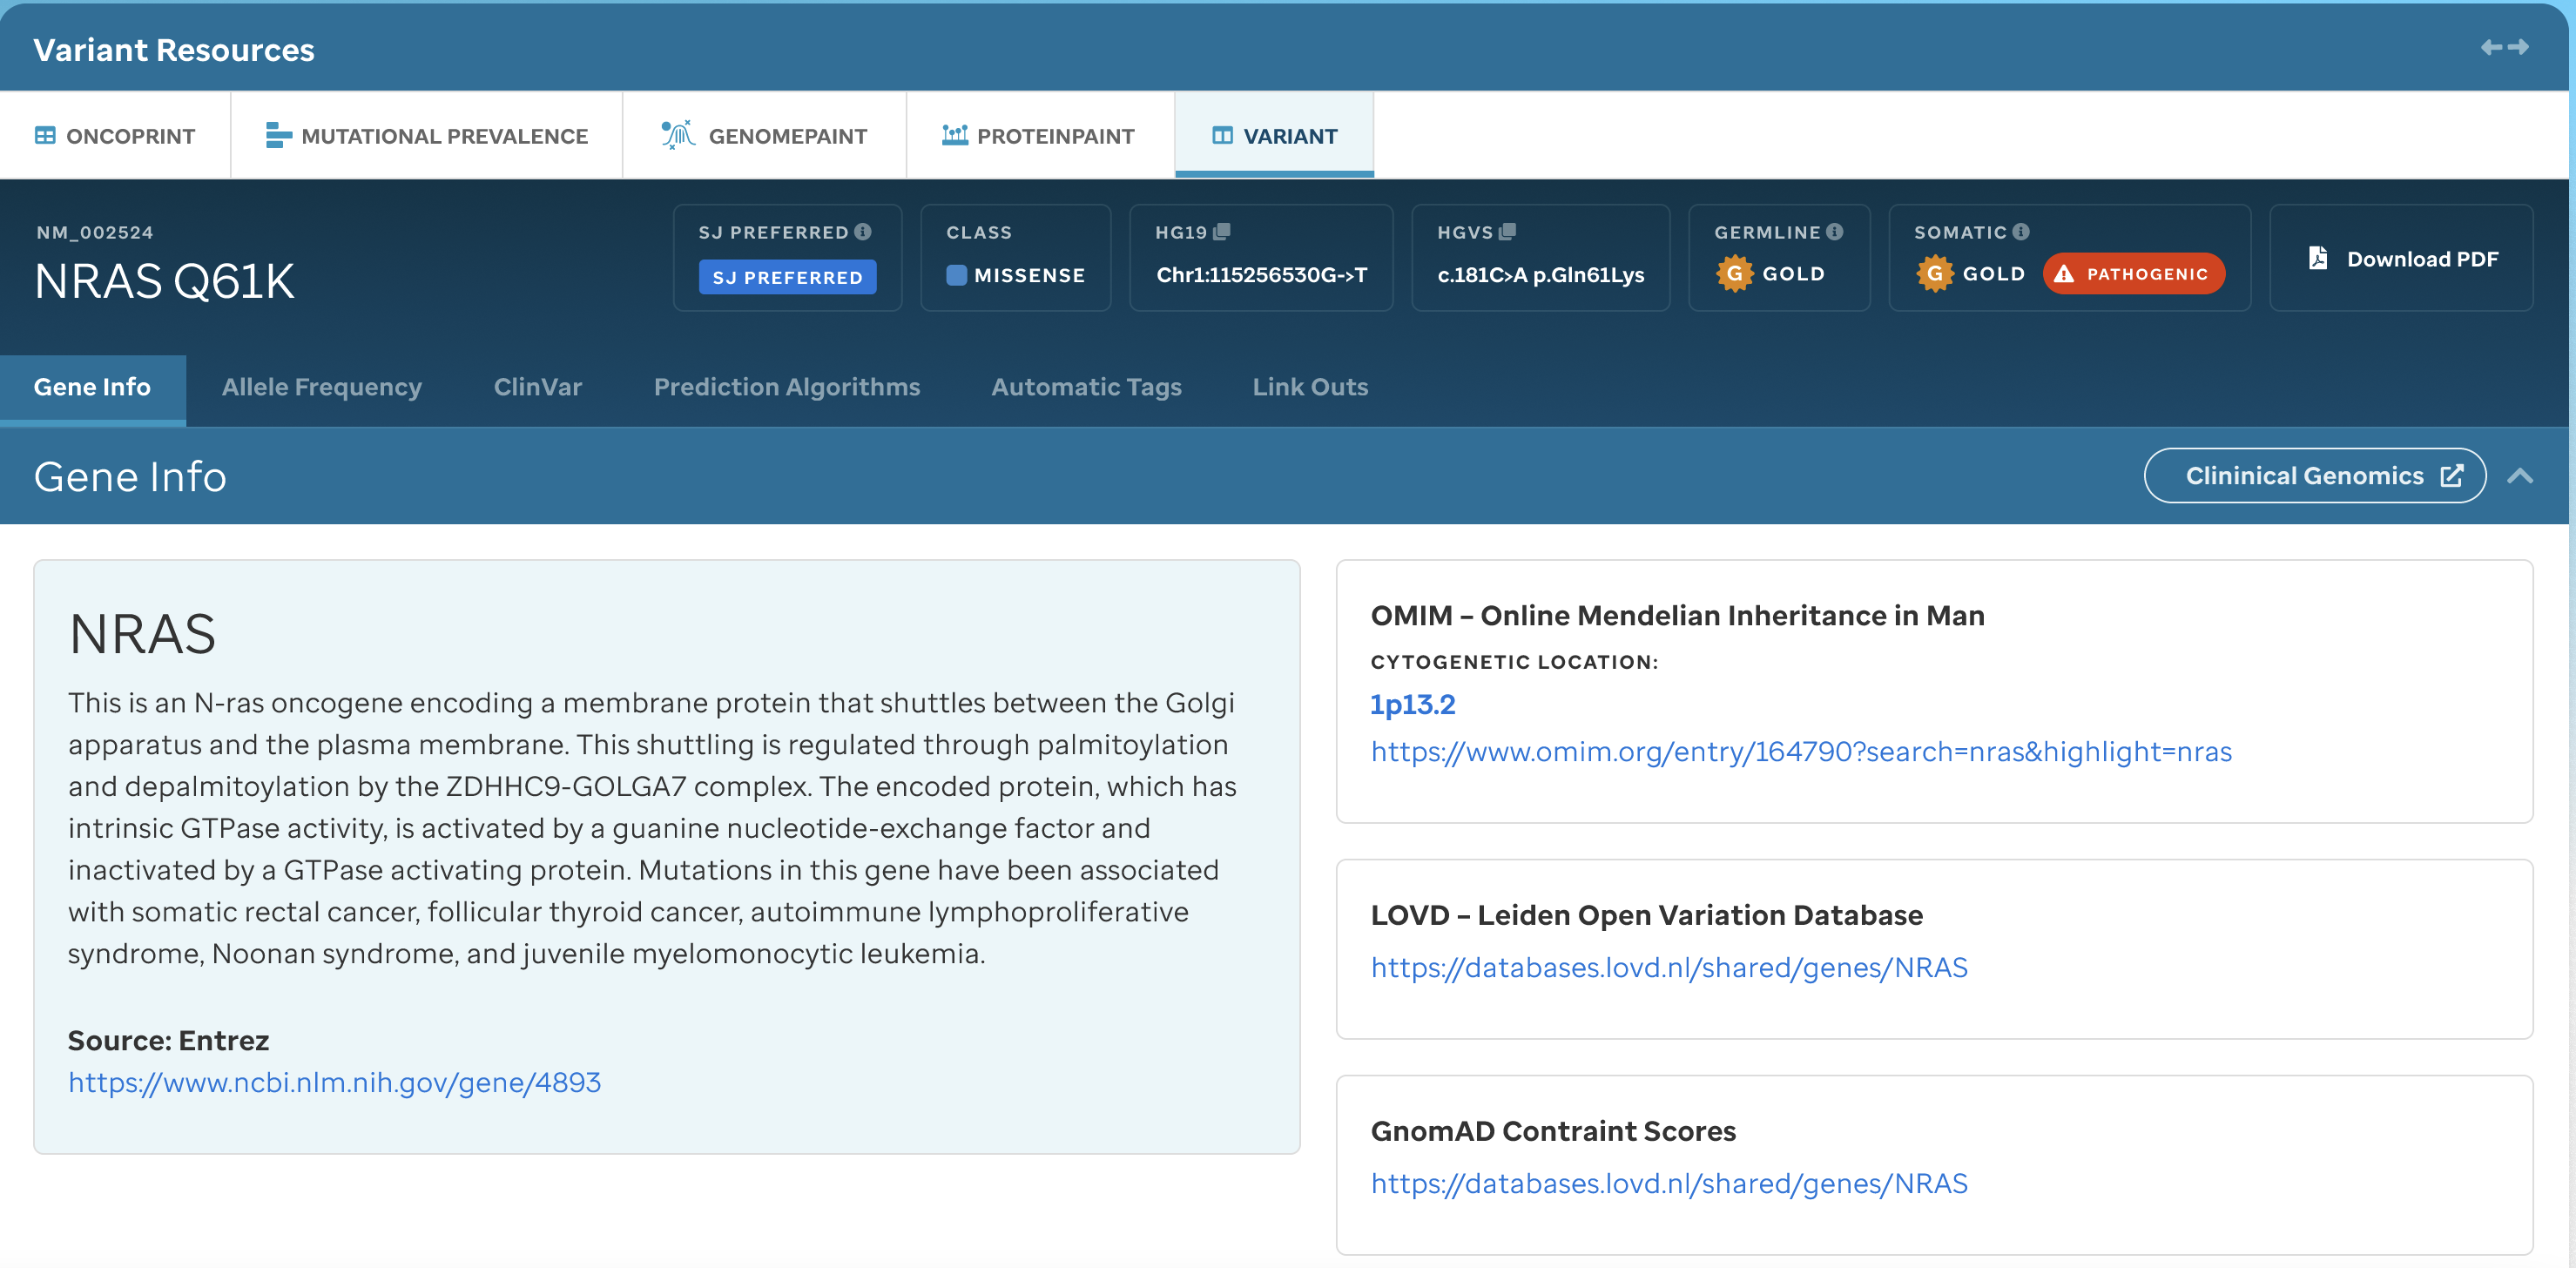 Variant Resources
ONCOPRINT
MUTATIONAL PREVALENCE
GENOMEPAINT
PROTEINPAINT
VARIANT
NM_002524
NRAS Q61K
SJ PREFERRED
SJ PREFERRED
CLASS
MISSENSE
HG19
Chr1:115256530G->T
HGVS
c.181C>A p.Gln61Lys
GERMLINE
G GOLD
SOMATIC
G GOLD PATHOGENIC
Download PDF
Gene Info
Allele Frequency
ClinVar
Prediction Algorithms
Automatic Tags
Link Outs
Gene Info
Clininical Genomics
NRAS
This is an N-ras oncogene encoding a membrane protein that shuttles between the Golgi
apparatus and the plasma membrane. This shuttling is regulated through palmitoylation
and depalmitoylation by the ZDHHC9-GOLGA7 complex. The encoded protein, which has
intrinsic GTPase activity, is activated by a guanine nucleotide-exchange factor and
inactivated by a GTPase activating protein. Mutations in this gene have been associated
with somatic rectal cancer, follicular thyroid cancer, autoimmune lymphoproliferative
syndrome, Noonan syndrome, and juvenile myelomonocytic leukemia.
Source: Entrez
https://www.ncbi.nlm.nih.gov/gene/4893
OMIM – Online Mendelian Inheritance in Man
CYTOGENETIC LOCATION:
1p13.2
https://www.omim.org/entry/164790?search=nras&highlight=nras
LOVD – Leiden Open Variation Database
https://databases.lovd.nl/shared/genes/NRAS
GnomAD Contraint Scores
https://databases.lovd.nl/shared/genes/NRAS